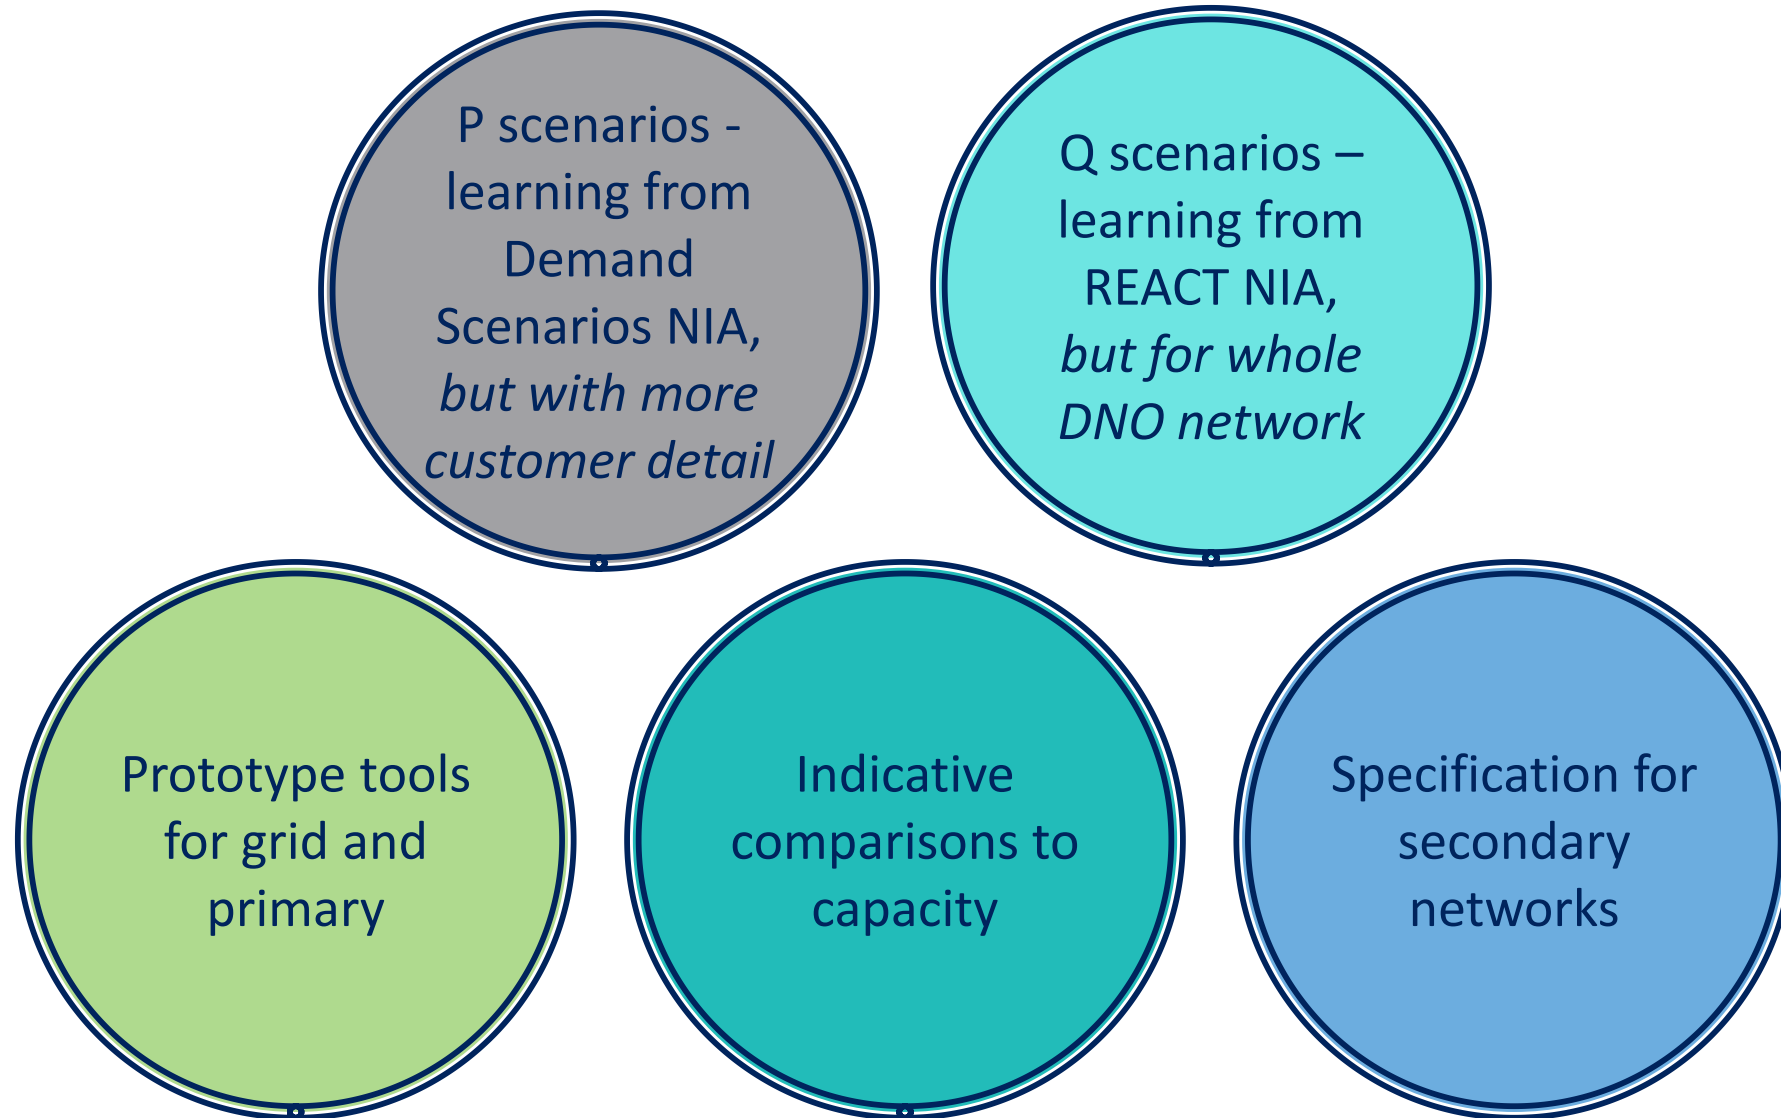 P scenarios -
learning from
Demand
Scenarios NIA,
but with more
customer detail
Q scenarios –
learning from
REACT NIA,
but for whole
DNO network
Prototype tools
for grid and
primary
Indicative
comparisons to
capacity
Specification for
secondary
networks